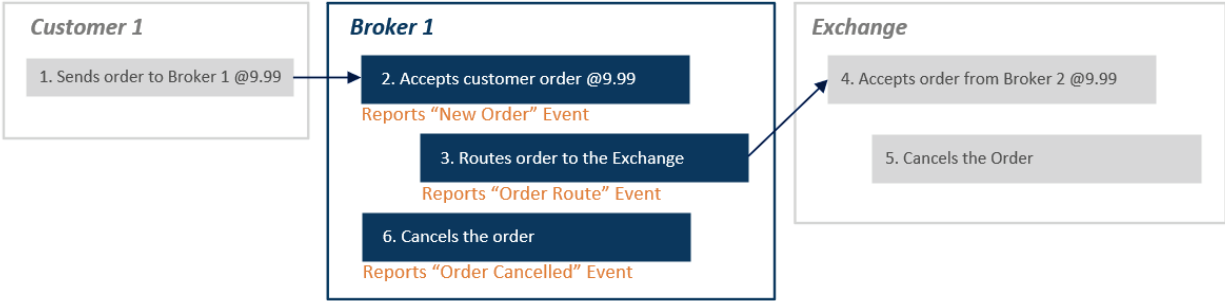 Customer 1
1. Sends order to Broker 1 @9.99
Broker 1
2. Accepts customer order @9.99
Reports “New Order” Event
3. Routes order to the Exchange
Reports “Order Route” Event
6. Cancels the order
Reports “Order Cancelled” Event
Exchange
4. Accepts order from Broker 2 @9.99
5. Cancels the Order